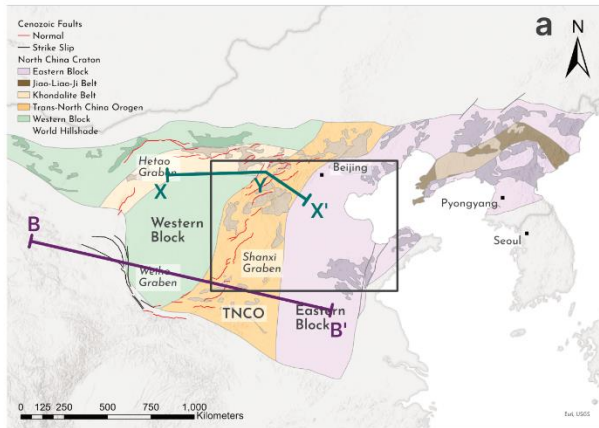 a
N
Cenozoic Faults
Normal
Strike Slip
North China Craton
Eastern Block
Jiao-Liao-Ji Belt
Khondalite Belt
Trans-North China Orogen
Western Block
World Hillshade
Hetao
Graben
Beijing
X
Y
X'
Pyongyang
B
Western
Block
Seoul
Shanxi
Graben
Weihe
Graben
TNCO
Eastern
Block
B'
0 125 250 500 750 1,000
Kilometers
Esri, USGS